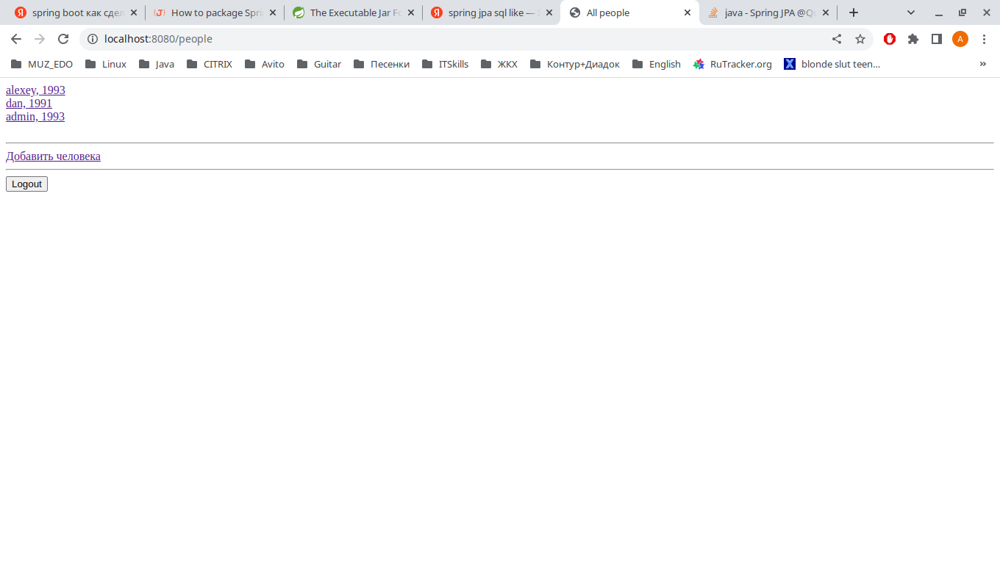 spring boot как сдел
How to package Spri
The Executable Jar Fo
spring jpa sql like —
All people
java - Spring JPA @Q
localhost:8080/people
A
MUZ_EDO
Linux
Java
CITRIX
Avito
Guitar
Песенки
ITSkills
ЖКХ
Контур+Диадок
English
RuTracker.org
blonde slut teen...
alexey, 1993
dan, 1991
admin, 1993
Добавить человека
Logout